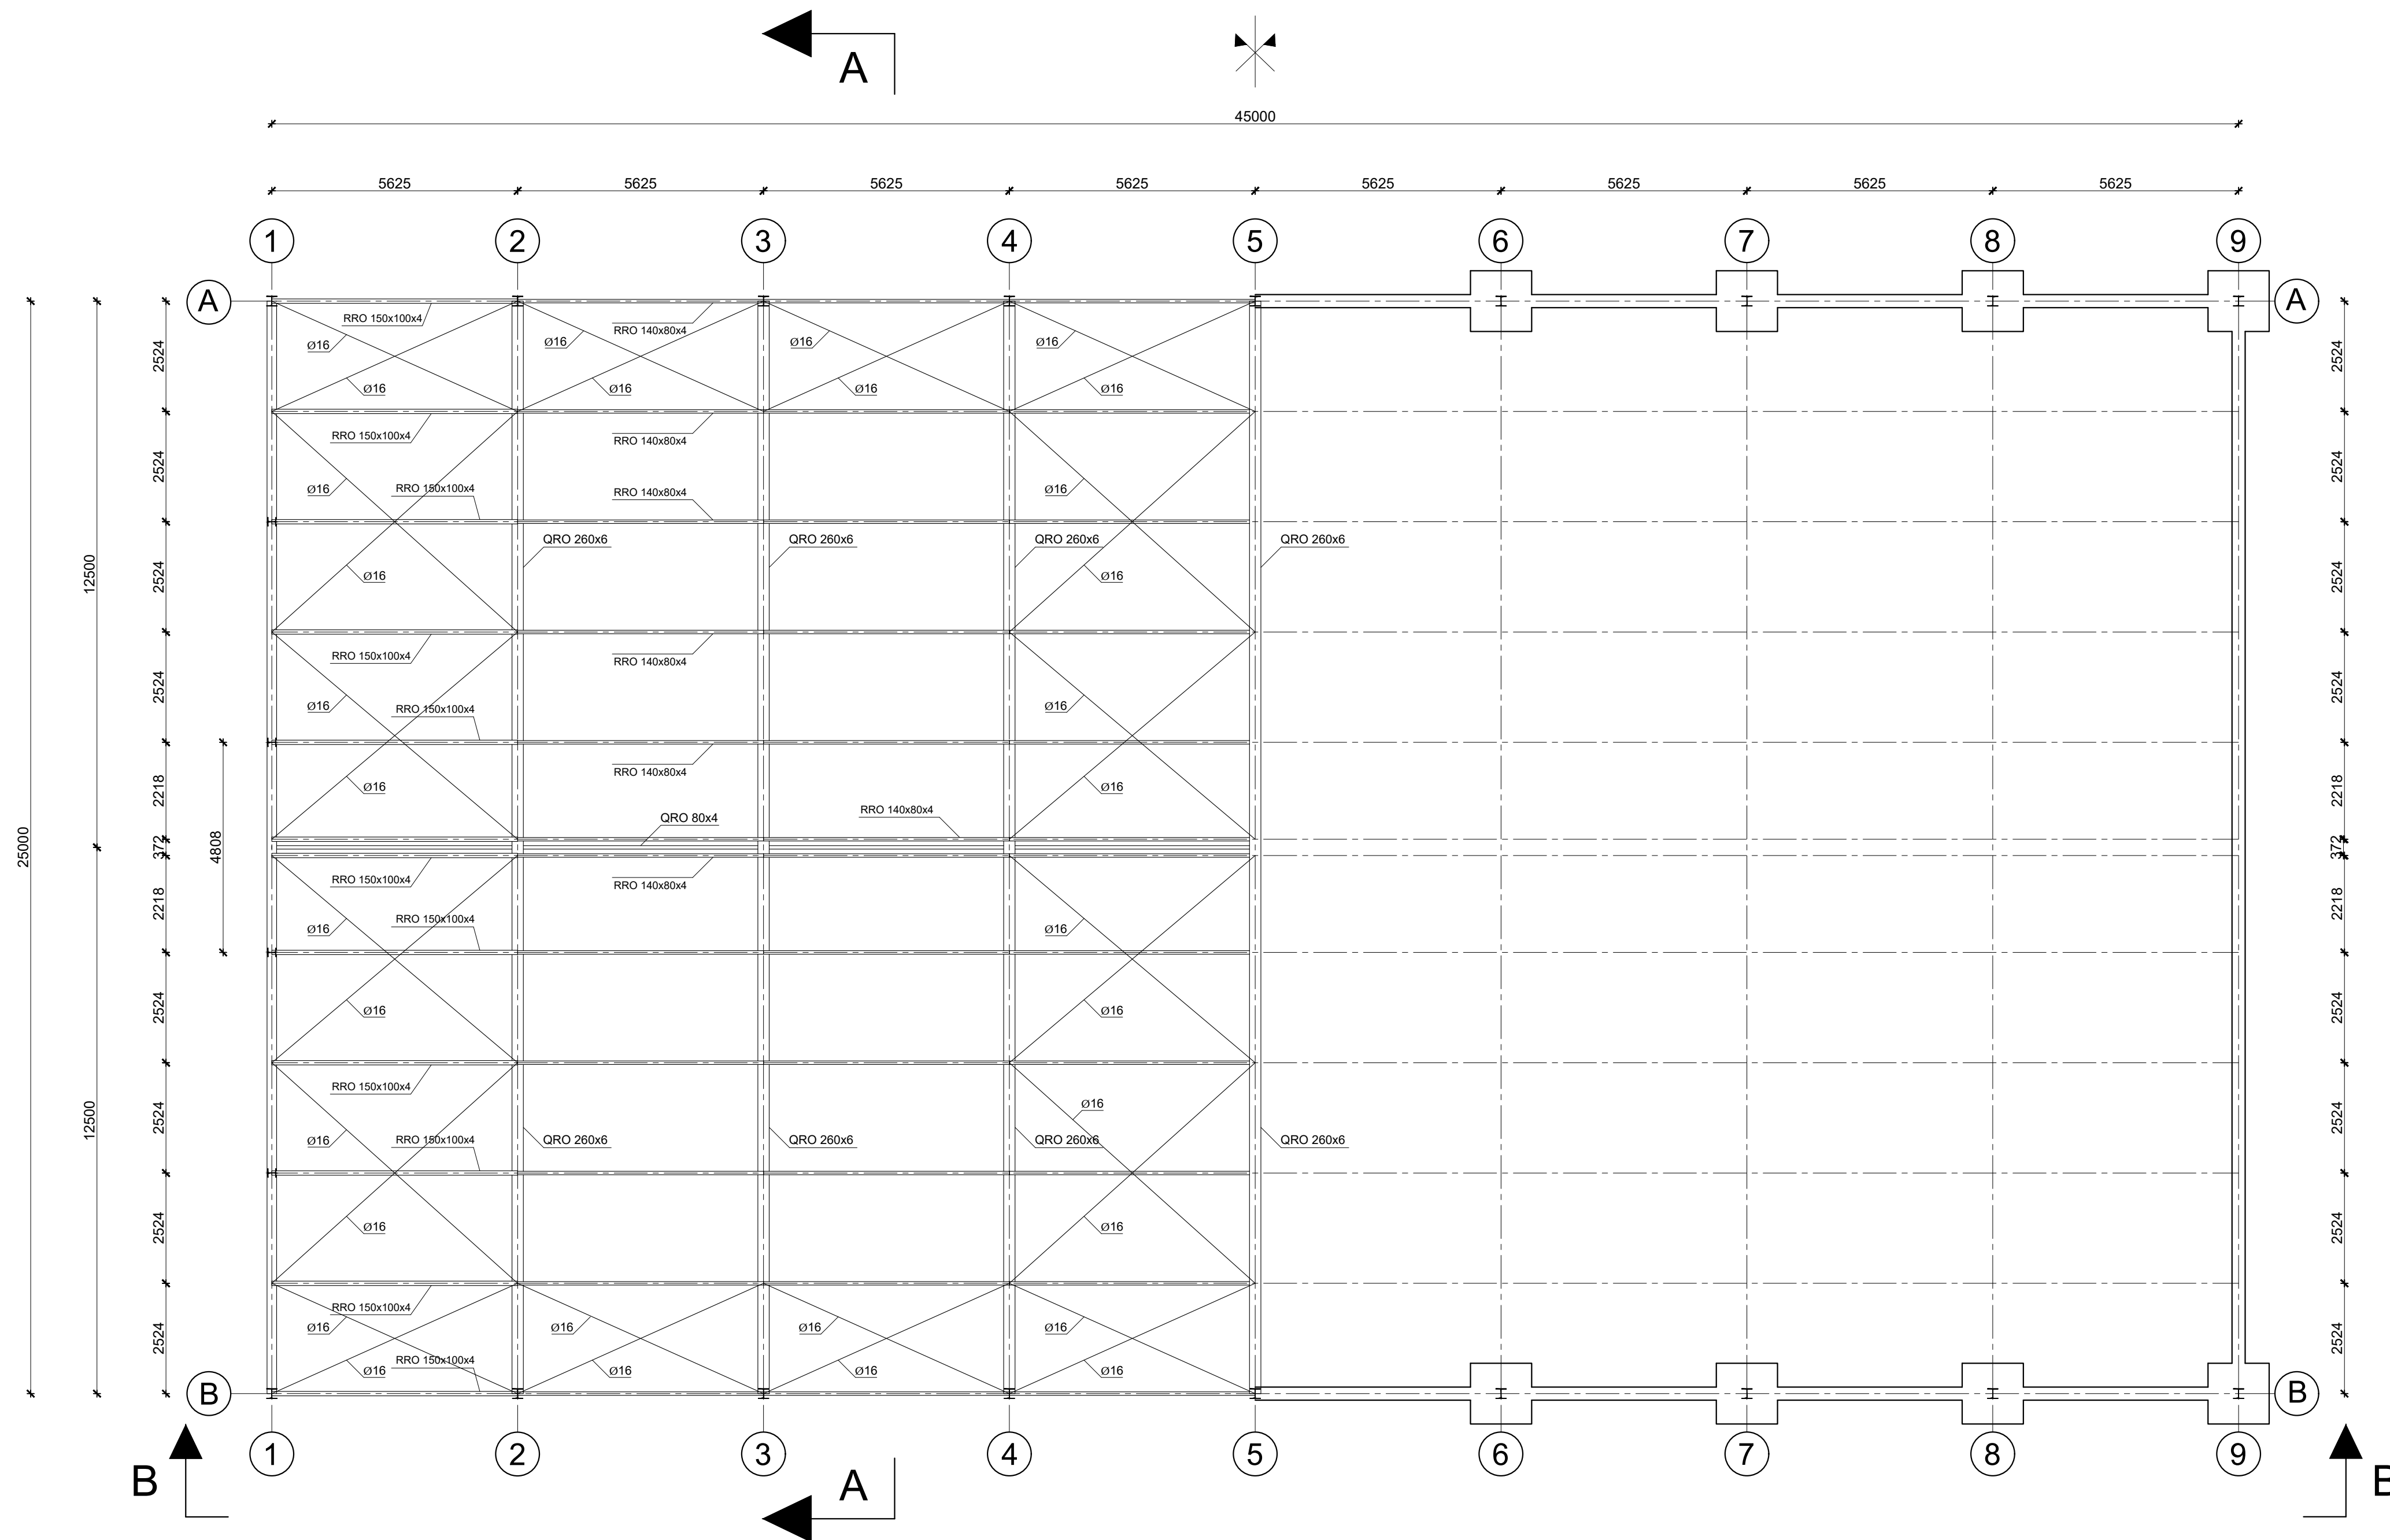 A
45000
5625 5625 5625 5625 5625 5625 5625 5625
1 2 3 4 5 6 7 8 9
A A
RRO 150x100x4 RRO 140x80x4
Ø16 Ø16 Ø16 Ø16
2524 2524
Ø16 Ø16 Ø16 Ø16
RRO 150x100x4 RRO 140x80x4
2524 2524
Ø16 RRO 150x100x4 RRO 140x80x4 Ø16
QRO 260x6 QRO 260x6 QRO 260x6 QRO 260x6
12500
2524 Ø16 Ø16 2524
RRO 150x100x4 RRO 140x80x4
2524 2524
Ø16 RRO 150x100x4 Ø16
RRO 140x80x4
2218 Ø16 Ø16 2218
QRO 80x4 RRO 140x80x4
25000 372 4808 372
RRO 150x100x4 RRO 140x80x4
2218 2218
Ø16 RRO 150x100x4 Ø16
2524 Ø16 Ø16 2524
RRO 150x100x4
Ø16
12500 2524 2524
Ø16 RRO 150x100x4
QRO 260x6 QRO 260x6 QRO 260x6 QRO 260x6
2524 Ø16 Ø16 2524
RRO 150x100x4
Ø16 Ø16 Ø16 Ø16
2524 2524
RRO 150x100x4
Ø16 Ø16 Ø16 Ø16
B B
1 2 3 4 5 6 7 8 9
B A B